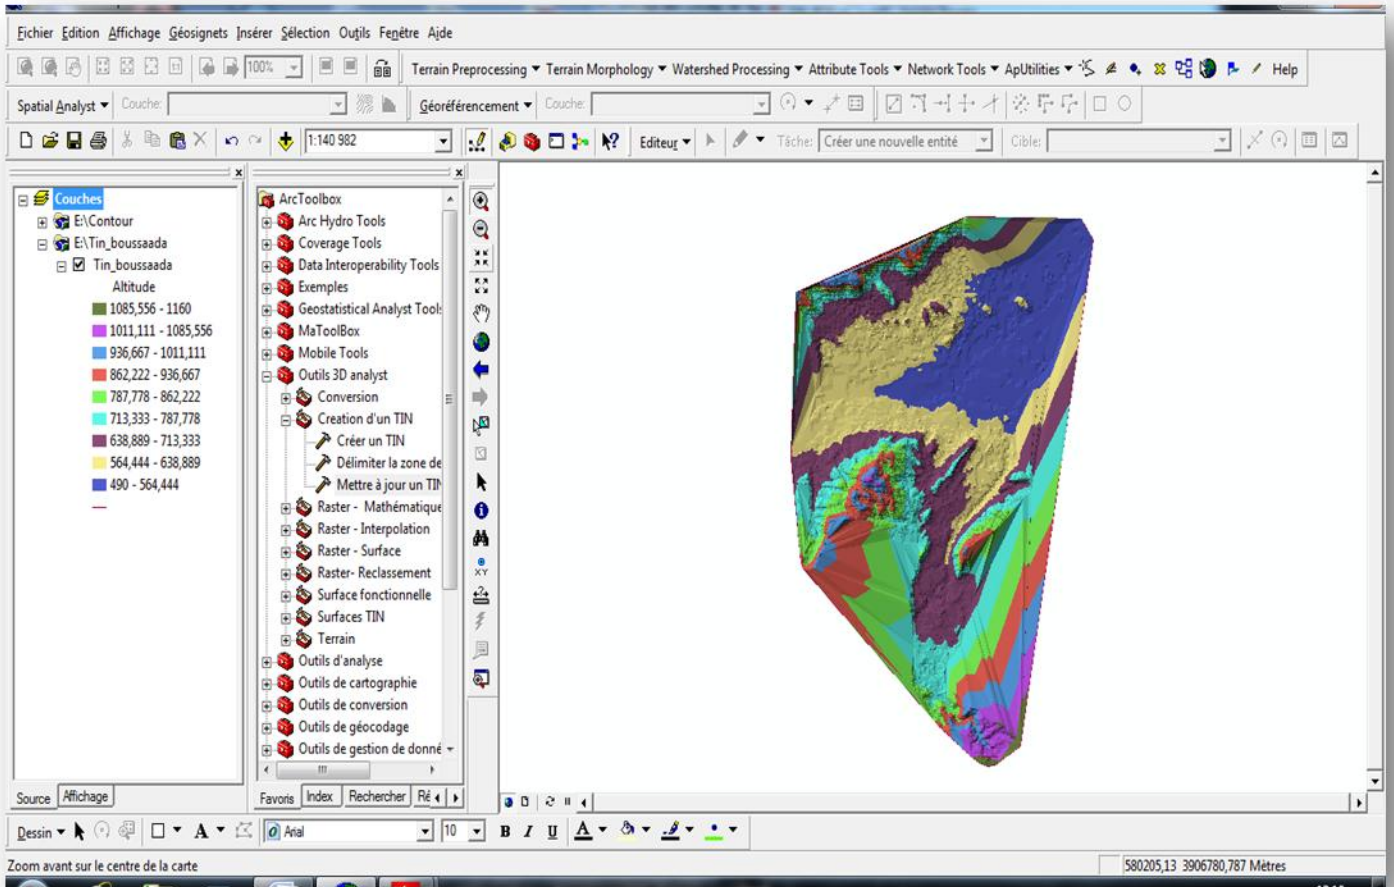 Fichier Edition Affichage Géosignets Insérer Sélection Outils Fenêtre Aide
100% Terrain Preprocessing Terrain Morphology Watershed Processing Attribute Tools Network Tools ApUtilities Help
Spatial Analyst Couche: Géoréférencement Couche:
1:140 982 Editeur Tâche: Créer une nouvelle entité Cible:
Couches
E:\Contour
E:\Tin_boussaada
Tin_boussaada
Altitude
1085,556 - 1160
1011,111 - 1085,556
936,667 - 1011,111
862,222 - 936,667
787,778 - 862,222
713,333 - 787,778
638,889 - 713,333
564,444 - 638,889
490 - 564,444
ArcToolbox
Arc Hydro Tools
Coverage Tools
Data Interoperability Tools
Exemples
Geostatistical Analyst Tool
MaToolBox
Mobile Tools
Outils 3D analyst
Conversion
Creation d'un TIN
Créer un TIN
Délimiter la zone de
Mettre à jour un TIN
Raster - Mathématique
Raster - Interpolation
Raster - Surface
Raster- Reclassement
Surface fonctionnelle
Surfaces TIN
Terrain
Outils d'analyse
Outils de cartographie
Outils de conversion
Outils de géocodage
Outils de gestion de donné
XY
Source Affichage
Favoris Index Rechercher Ré
Dessin A Arial 10 B I U A
Zoom avant sur le centre de la carte
580205,13 3906780,787 Mètres